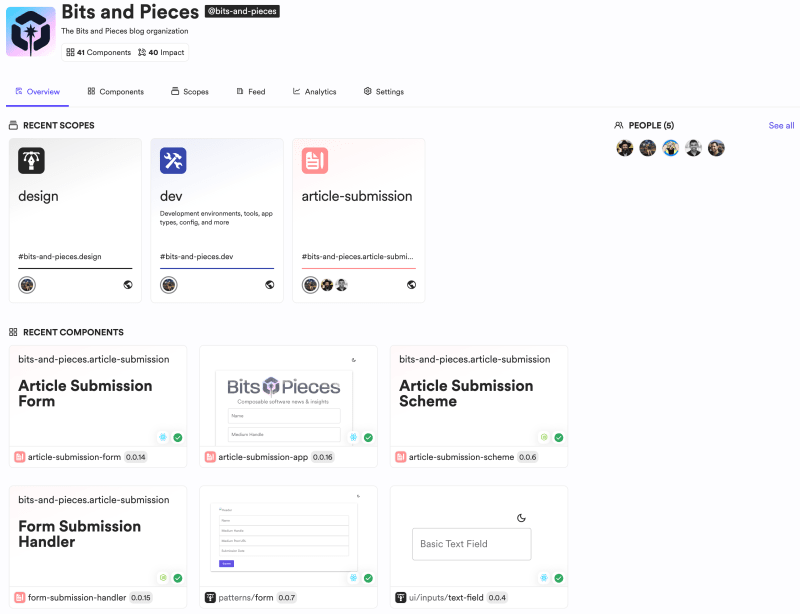 Bits and Pieces @bits-and-pieces
The Bits and Pieces blog organization
41 Components 40 Impact
Overview Components Scopes Feed Analytics Settings
RECENT SCOPES
PEOPLE (5) See all
design
#bits-and-pieces.design
dev
Development environments, tools, app
types, config, and more
#bits-and-pieces.dev
article-submission
#bits-and-pieces.article-submi...
RECENT COMPONENTS
bits-and-pieces.article-submission
Article Submission
Form
article-submission-form 0.0.14
Bits Pieces
Composable software news & insights
Name
Medium Handle
article-submission-app 0.0.16
bits-and-pieces.article-submission
Article Submission
Scheme
article-submission-scheme 0.0.6
bits-and-pieces.article-submission
Form Submission
Handler
form-submission-handler 0.0.15
Name
Medium Handle
Medium Post URL
Submission Date
patterns/form 0.0.7
Basic Text Field
ui/inputs/text-field 0.0.4